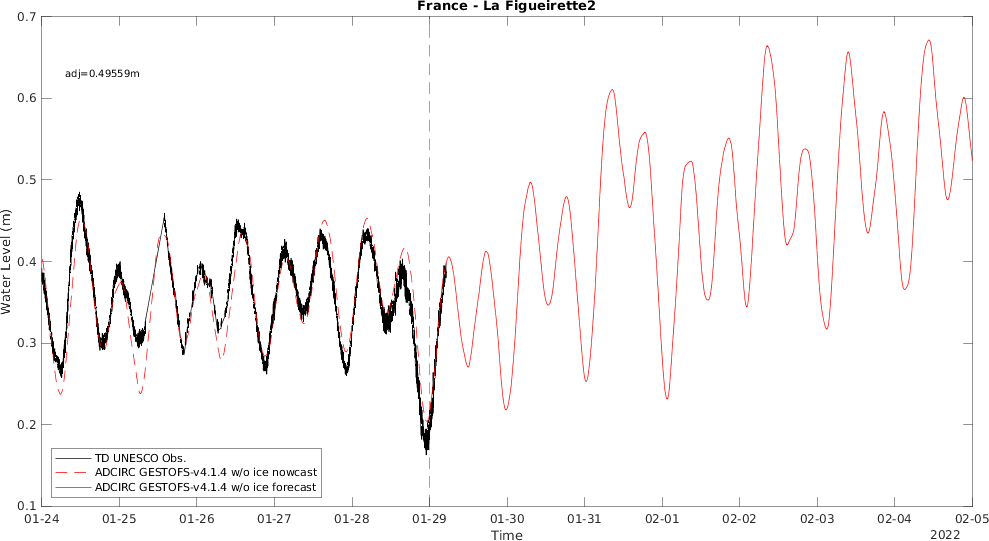 France - La Figueirette2
adj=0.49559m
Water Level (m)
0.7
0.6
0.5
0.4
0.3
0.2
0.1
TD UNESCO Obs.
ADCIRC GESTOFS-v4.1.4 w/o ice nowcast
ADCIRC GESTOFS-v4.1.4 w/o ice forecast
01-24 01-25 01-26 01-27 01-28 01-29 01-30 01-31 02-01 02-02 02-03 02-04 02-05
Time
2022